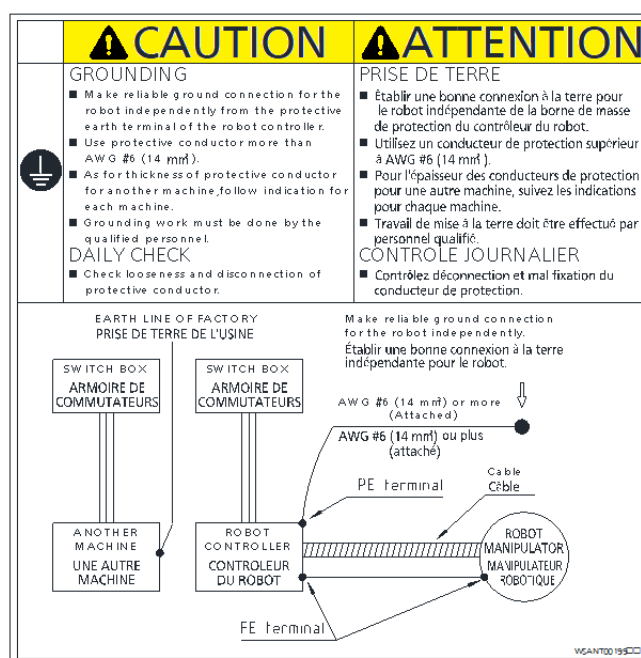 CAUTION
GROUNDING
■ Make reliable ground connection for the
robot independently from the protective
earth terminal of the robot controller.
■ Use protective conductor more than
AWG #6 (14 mm²).
■ As for thickness of protective conductor
for another machine,follow indication for
each machine.
■ Grounding work must be done by the
qualified personnel.
DAILY CHECK
■ Check looseness and disconnection of
protective conductor.
ATTENTION
PRISE DE TERRE
■ Établir une bonne connexion à la terre pour
le robot indépendante de la borne de masse
de protection du contrôleur du robot.
■ Utilisez un conducteur de protection supérieur
à AWG #6 (14 mm²).
■ Pour l'épaisseur des conducteurs de protection
pour une autre machine, suivez les indications
pour chaque machine.
■ Travail de mise à la terre doit être effectué par
personnel qualifié.
CONTROLE JOURNALIER
■ Contrôlez déconnection et mal fixation du
conducteur de protection.
EARTH LINE OF FACTORY
PRISE DE TERRE DE L'USINE
Make reliable ground connection
for the robot independently.
Établir une bonne connexion à la terre
indépendante pour le robot.
SWITCH BOX
ARMOIRE DE
COMMUTATEURS
SWITCH BOX
ARMOIRE DE
COMMUTATEURS
AWG #6 (14 mm²) or more
(Attached)
AWG #6 (14 mm²) ou plus
(attaché)
PE terminal
Cable
Câble
ANOTHER
MACHINE
UNE AUTRE
MACHINE
ROBOT
CONTROLLER
CONTROLEUR
DU ROBOT
ROBOT
MANIPULATOR
MANIPULATEUR
ROBOTIQUE
FE terminal
WSANT00195□□